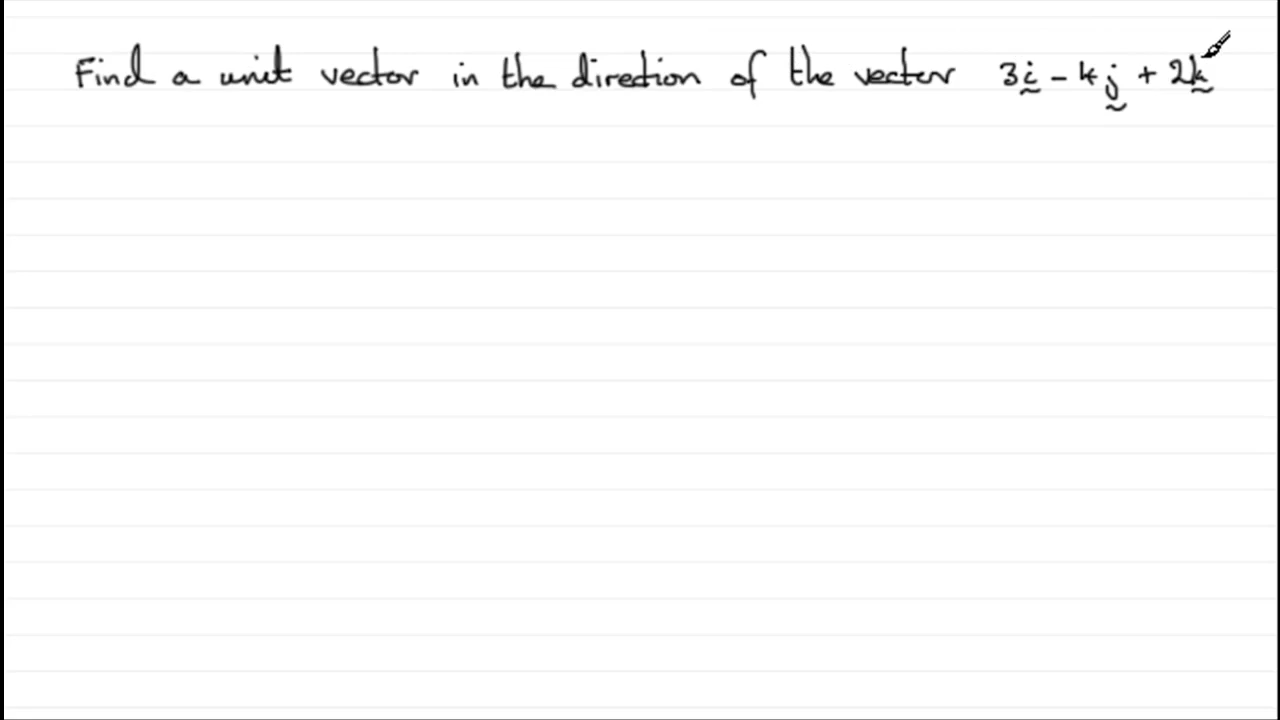 Find a unit vector in the direction of the vector 3i - 4j + 2k